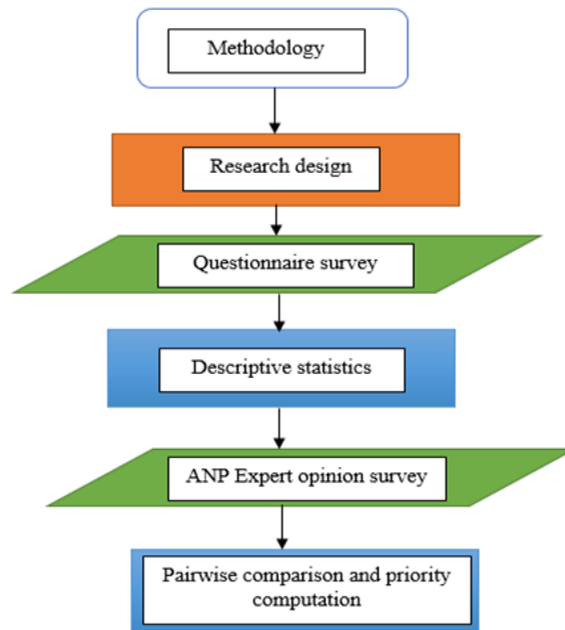 Methodology
Research design
Questionnaire survey
Descriptive statistics
ANP Expert opinion survey
Pairwise comparison and priority
computation